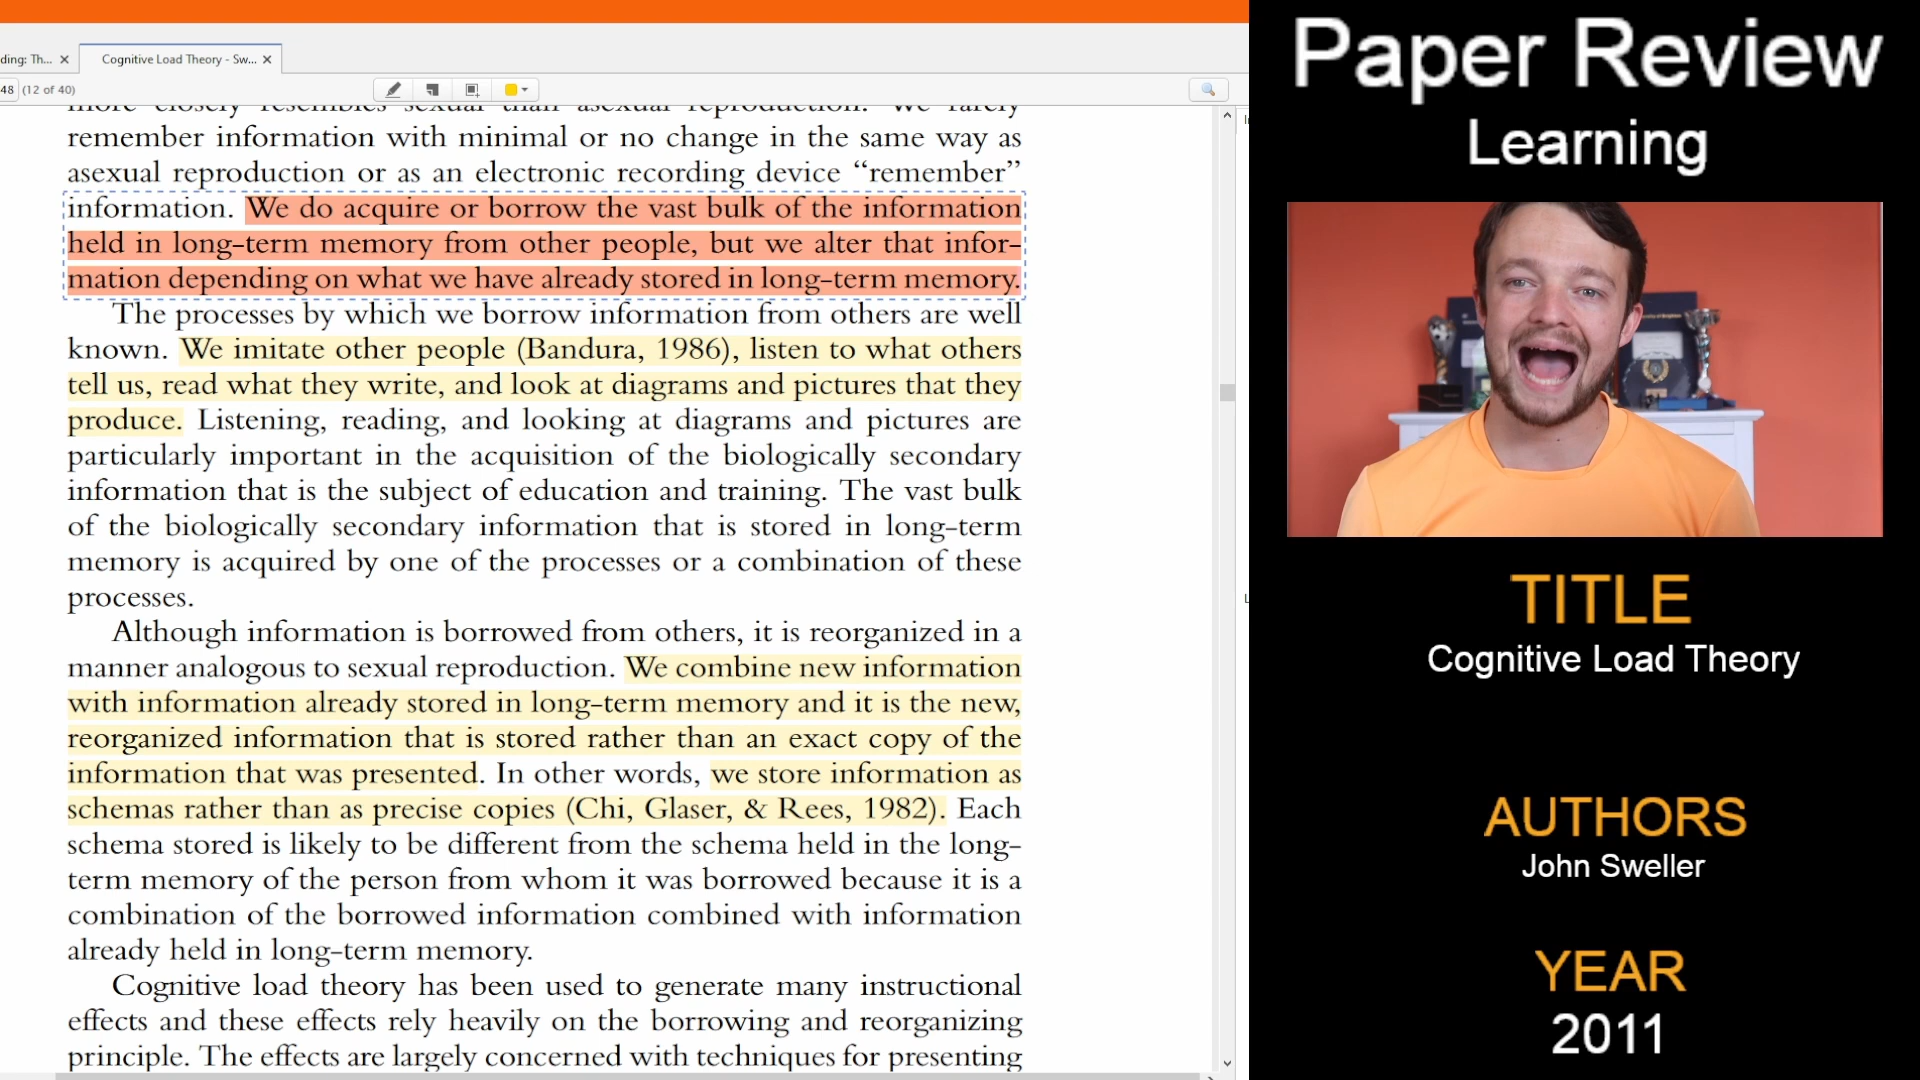 ding: Th...
Cognitive Load Theory - Sw...
48 (12 of 40)
more closely resembles sexual than asexual reproduction. We rarely
remember information with minimal or no change in the same way as
asexual reproduction or as an electronic recording device “remember”
information. We do acquire or borrow the vast bulk of the information
held in long-term memory from other people, but we alter that infor-
mation depending on what we have already stored in long-term memory.
The processes by which we borrow information from others are well
known. We imitate other people (Bandura, 1986), listen to what others
tell us, read what they write, and look at diagrams and pictures that they
produce. Listening, reading, and looking at diagrams and pictures are
particularly important in the acquisition of the biologically secondary
information that is the subject of education and training. The vast bulk
of the biologically secondary information that is stored in long-term
memory is acquired by one of the processes or a combination of these
processes.
Although information is borrowed from others, it is reorganized in a
manner analogous to sexual reproduction. We combine new information
with information already stored in long-term memory and it is the new,
reorganized information that is stored rather than an exact copy of the
information that was presented. In other words, we store information as
schemas rather than as precise copies (Chi, Glaser, & Rees, 1982). Each
schema stored is likely to be different from the schema held in the long-
term memory of the person from whom it was borrowed because it is a
combination of the borrowed information combined with information
already held in long-term memory.
Cognitive load theory has been used to generate many instructional
effects and these effects rely heavily on the borrowing and reorganizing
principle. The effects are largely concerned with techniques for presenting
Paper Review
Learning
TITLE
Cognitive Load Theory
AUTHORS
John Sweller
YEAR
2011